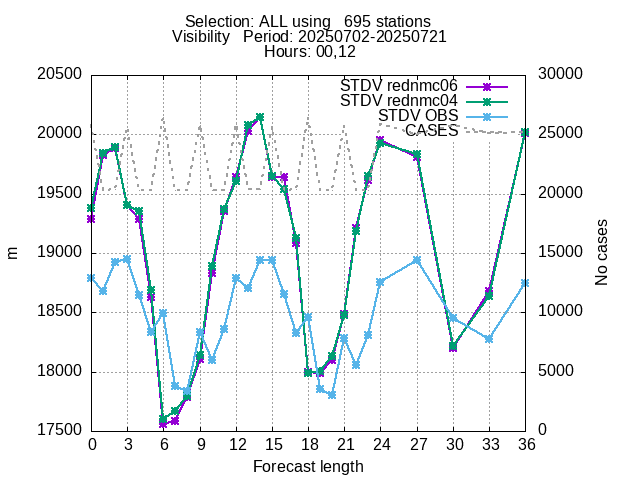 Selection: ALL using   695 stations
Visibility   Period: 20250702-20250721
Hours: 00,12
20500
30000
STDV rednmc06
STDV rednmc04
STDV OBS
CASES
20000
25000
19500
20000
19000
15000
m
No cases
18500
10000
18000
5000
17500
0
0 3 6 9 12 15 18 21 24 27 30 33 36
Forecast length